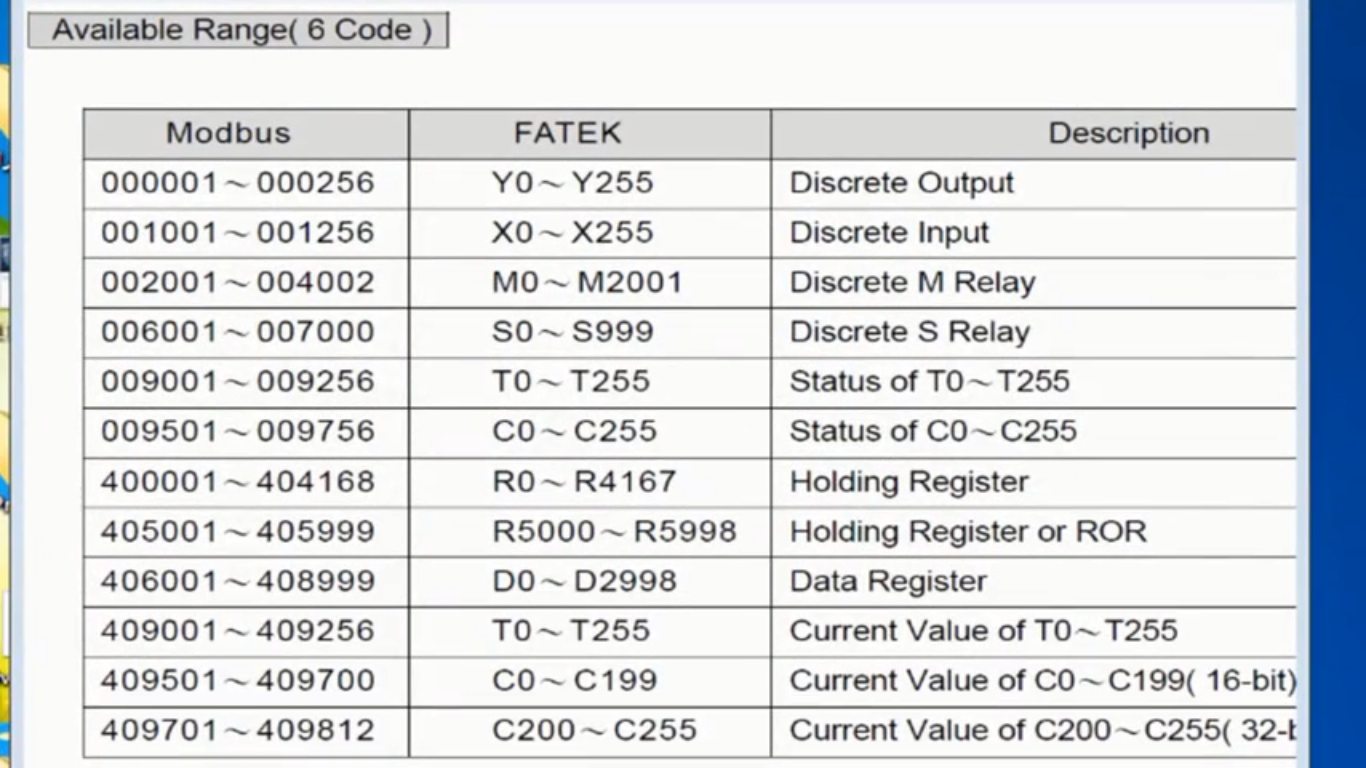 Available Range( 6 Code )
Modbus FATEK Description
000001～000256 Y0～Y255 Discrete Output
001001～001256 X0～X255 Discrete Input
002001～004002 M0～M2001 Discrete M Relay
006001～007000 S0～S999 Discrete S Relay
009001～009256 T0～T255 Status of T0～T255
009501～009756 C0～C255 Status of C0～C255
400001～404168 R0～R4167 Holding Register
405001～405999 R5000～R5998 Holding Register or ROR
406001～408999 D0～D2998 Data Register
409001～409256 T0～T255 Current Value of T0～T255
409501～409700 C0～C199 Current Value of C0～C199( 16-bit)
409701～409812 C200～C255 Current Value of C200～C255( 32-b